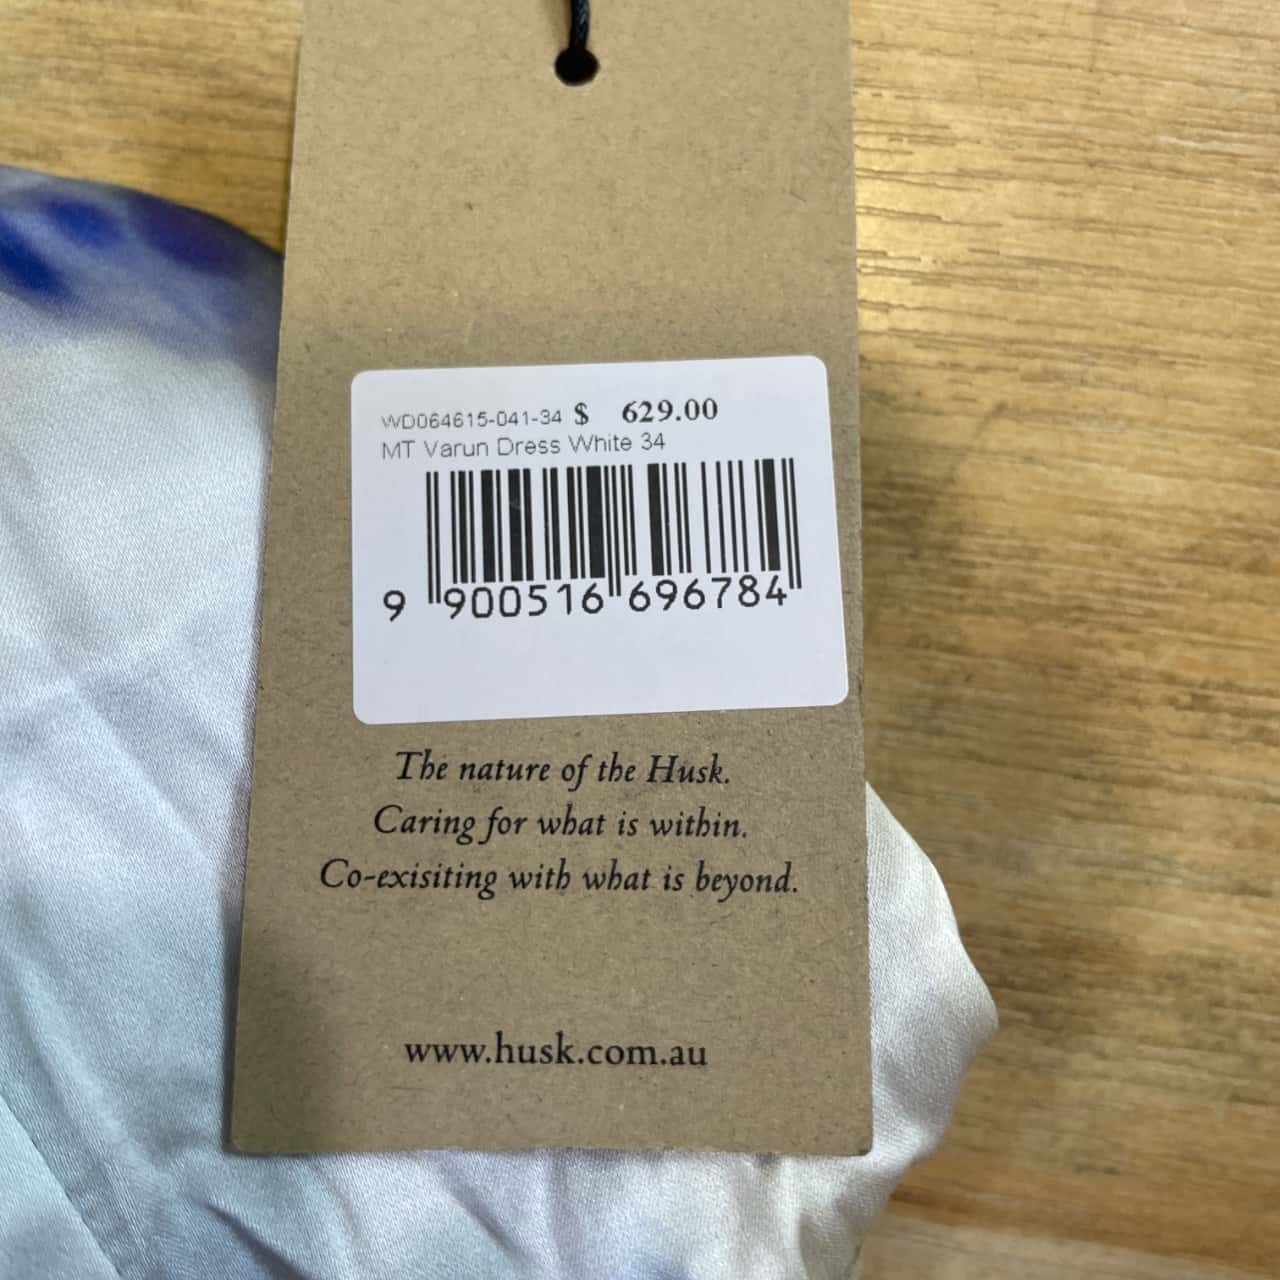 WD064615-041-34 $ 629.00
MT Varun Dress White 34
9 900516 696784
The nature of the Husk.
Caring for what is within.
Co-exisiting with what is beyond.
www.husk.com.au